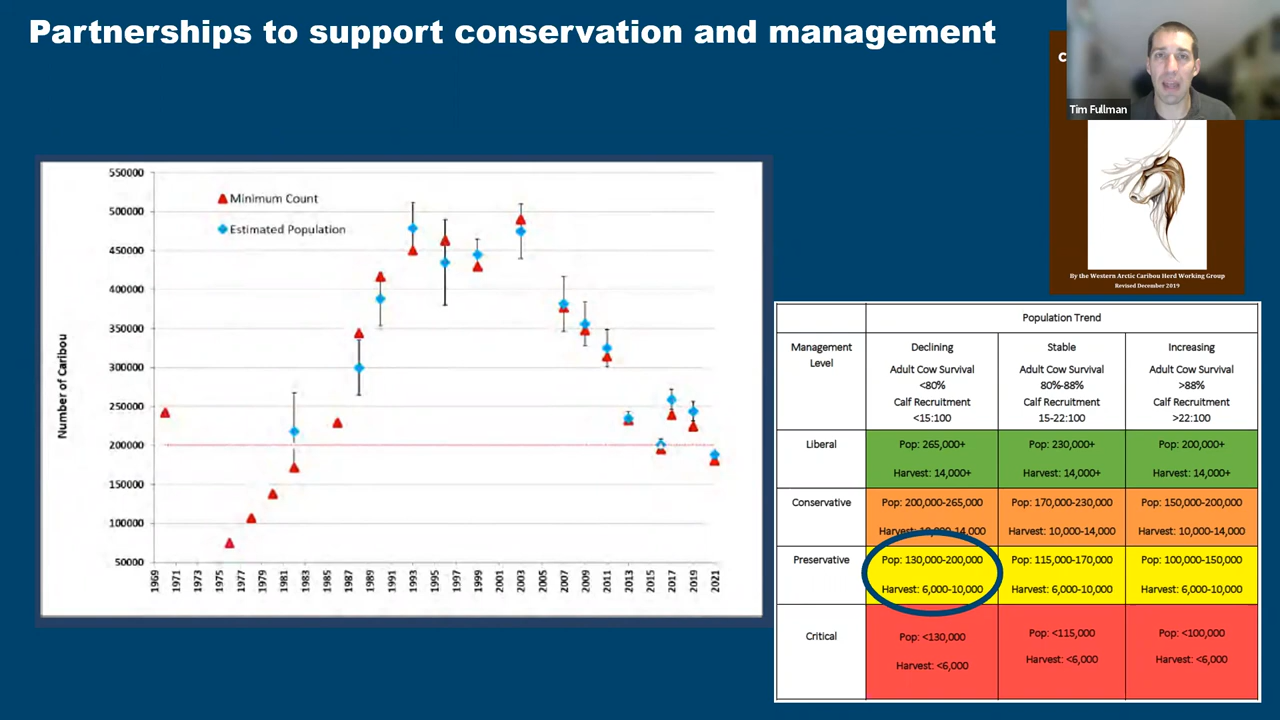 Partnerships to support conservation and management
C
Tim Fullman
By the Western Arctic Caribou Herd Working Group
Revised December 2019
Number of Caribou
550000
500000
450000
400000
350000
300000
250000
200000
150000
100000
50000
Minimum Count
Estimated Population
1969
1971
1973
1975
1977
1979
1981
1983
1985
1987
1989
1991
1993
1995
1997
1999
2001
2003
2005
2007
2009
2011
2013
2015
2017
2019
2021
Population Trend
Management Level
Declining
Adult Cow Survival
<80%
Calf Recruitment
<15:100
Stable
Adult Cow Survival
80%-88%
Calf Recruitment
15-22:100
Increasing
Adult Cow Survival
>88%
Calf Recruitment
>22:100
Liberal
Pop: 265,000+
Harvest: 14,000+
Pop: 230,000+
Harvest: 14,000+
Pop: 200,000+
Harvest: 14,000+
Conservative
Pop: 200,000-265,000
Harvest: 10,000-14,000
Pop: 170,000-230,000
Harvest: 10,000-14,000
Pop: 150,000-200,000
Harvest: 10,000-14,000
Preservative
Pop: 130,000-200,000
Harvest: 6,000-10,000
Pop: 115,000-170,000
Harvest: 6,000-10,000
Pop: 100,000-150,000
Harvest: 6,000-10,000
Critical
Pop: <130,000
Harvest: <6,000
Pop: <115,000
Harvest: <6,000
Pop: <100,000
Harvest: <6,000